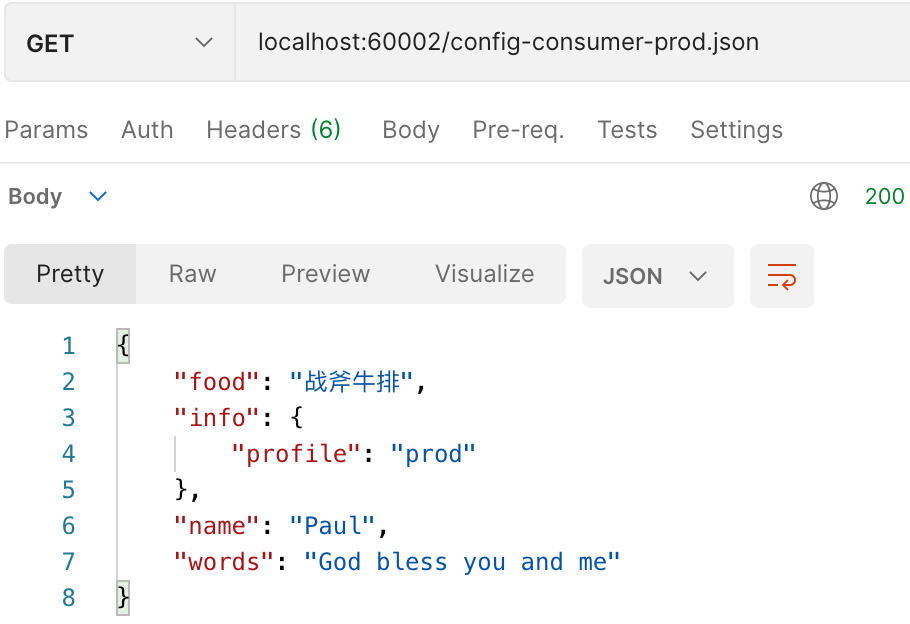 GET localhost:60002/config-consumer-prod.json
Params Auth Headers (6) Body Pre-req. Tests Settings
Body 200
Pretty Raw Preview Visualize JSON
1 {
2 "food": "战斧牛排",
3 "info": {
4 "profile": "prod"
5 },
6 "name": "Paul",
7 "words": "God bless you and me"
8 }